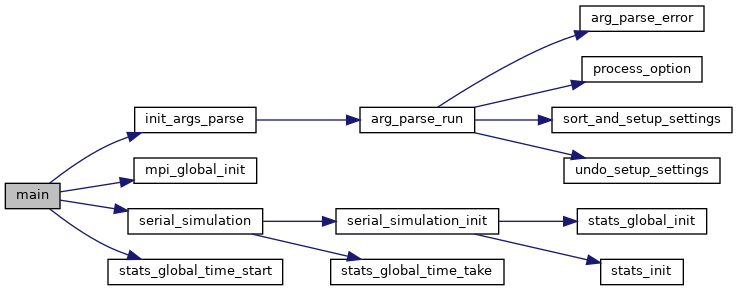 main
init_args_parse
arg_parse_run
arg_parse_error
process_option
sort_and_setup_settings
undo_setup_settings
mpi_global_init
serial_simulation
serial_simulation_init
stats_global_init
stats_init
stats_global_time_take
stats_global_time_start